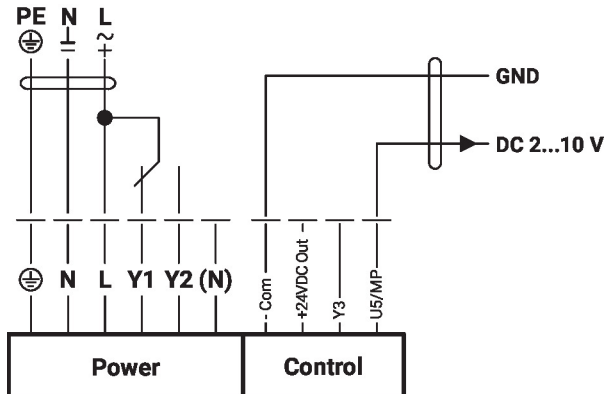 PE N L
GND
DC 2...10 V
N L Y1 Y2 (N)
- Com
+24VDC Out
Y3
U5/MP
Power
Control